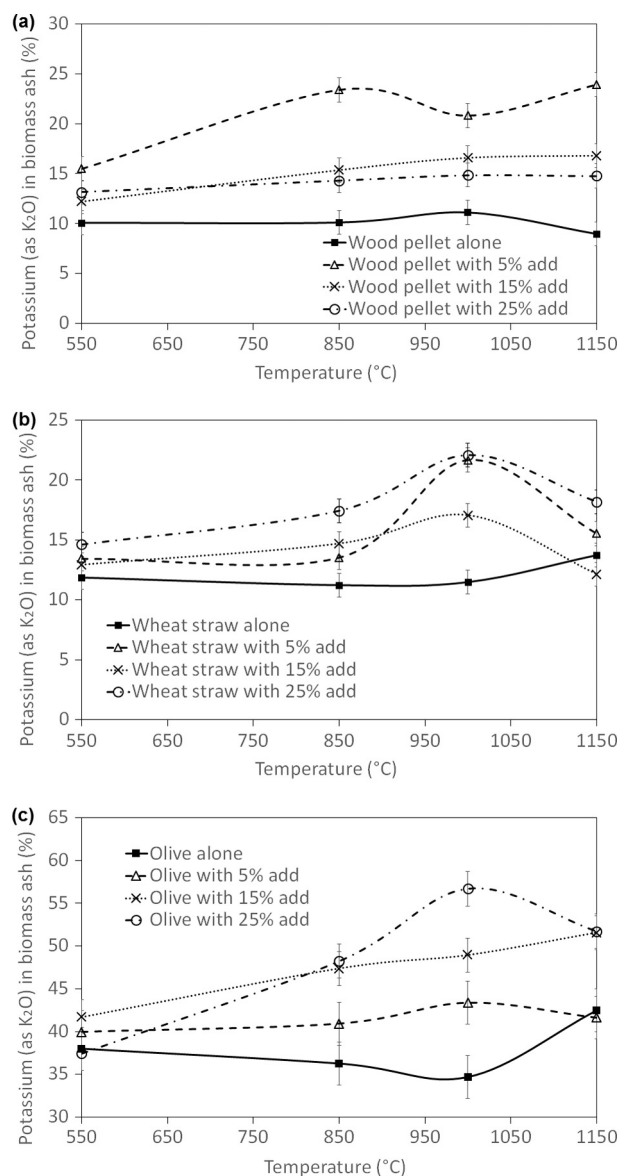 (a)
Potassium (as K₂O) in biomass ash (%)
30
25
20
15
10
5
0
Wood pellet alone
Wood pellet with 5% add
Wood pellet with 15% add
Wood pellet with 25% add
550 650 750 850 950 1050 1150
Temperature (°C)
(b)
Potassium (as K₂O) in biomass ash (%)
25
20
15
10
5
0
Wheat straw alone
Wheat straw with 5% add
Wheat straw with 15% add
Wheat straw with 25% add
550 650 750 850 950 1050 1150
Temperature (°C)
(c)
Potassium (as K₂O) in biomass ash (%)
65
60
55
50
45
40
35
30
Olive alone
Olive with 5% add
Olive with 15% add
Olive with 25% add
550 650 750 850 950 1050 1150
Temperature (°C)